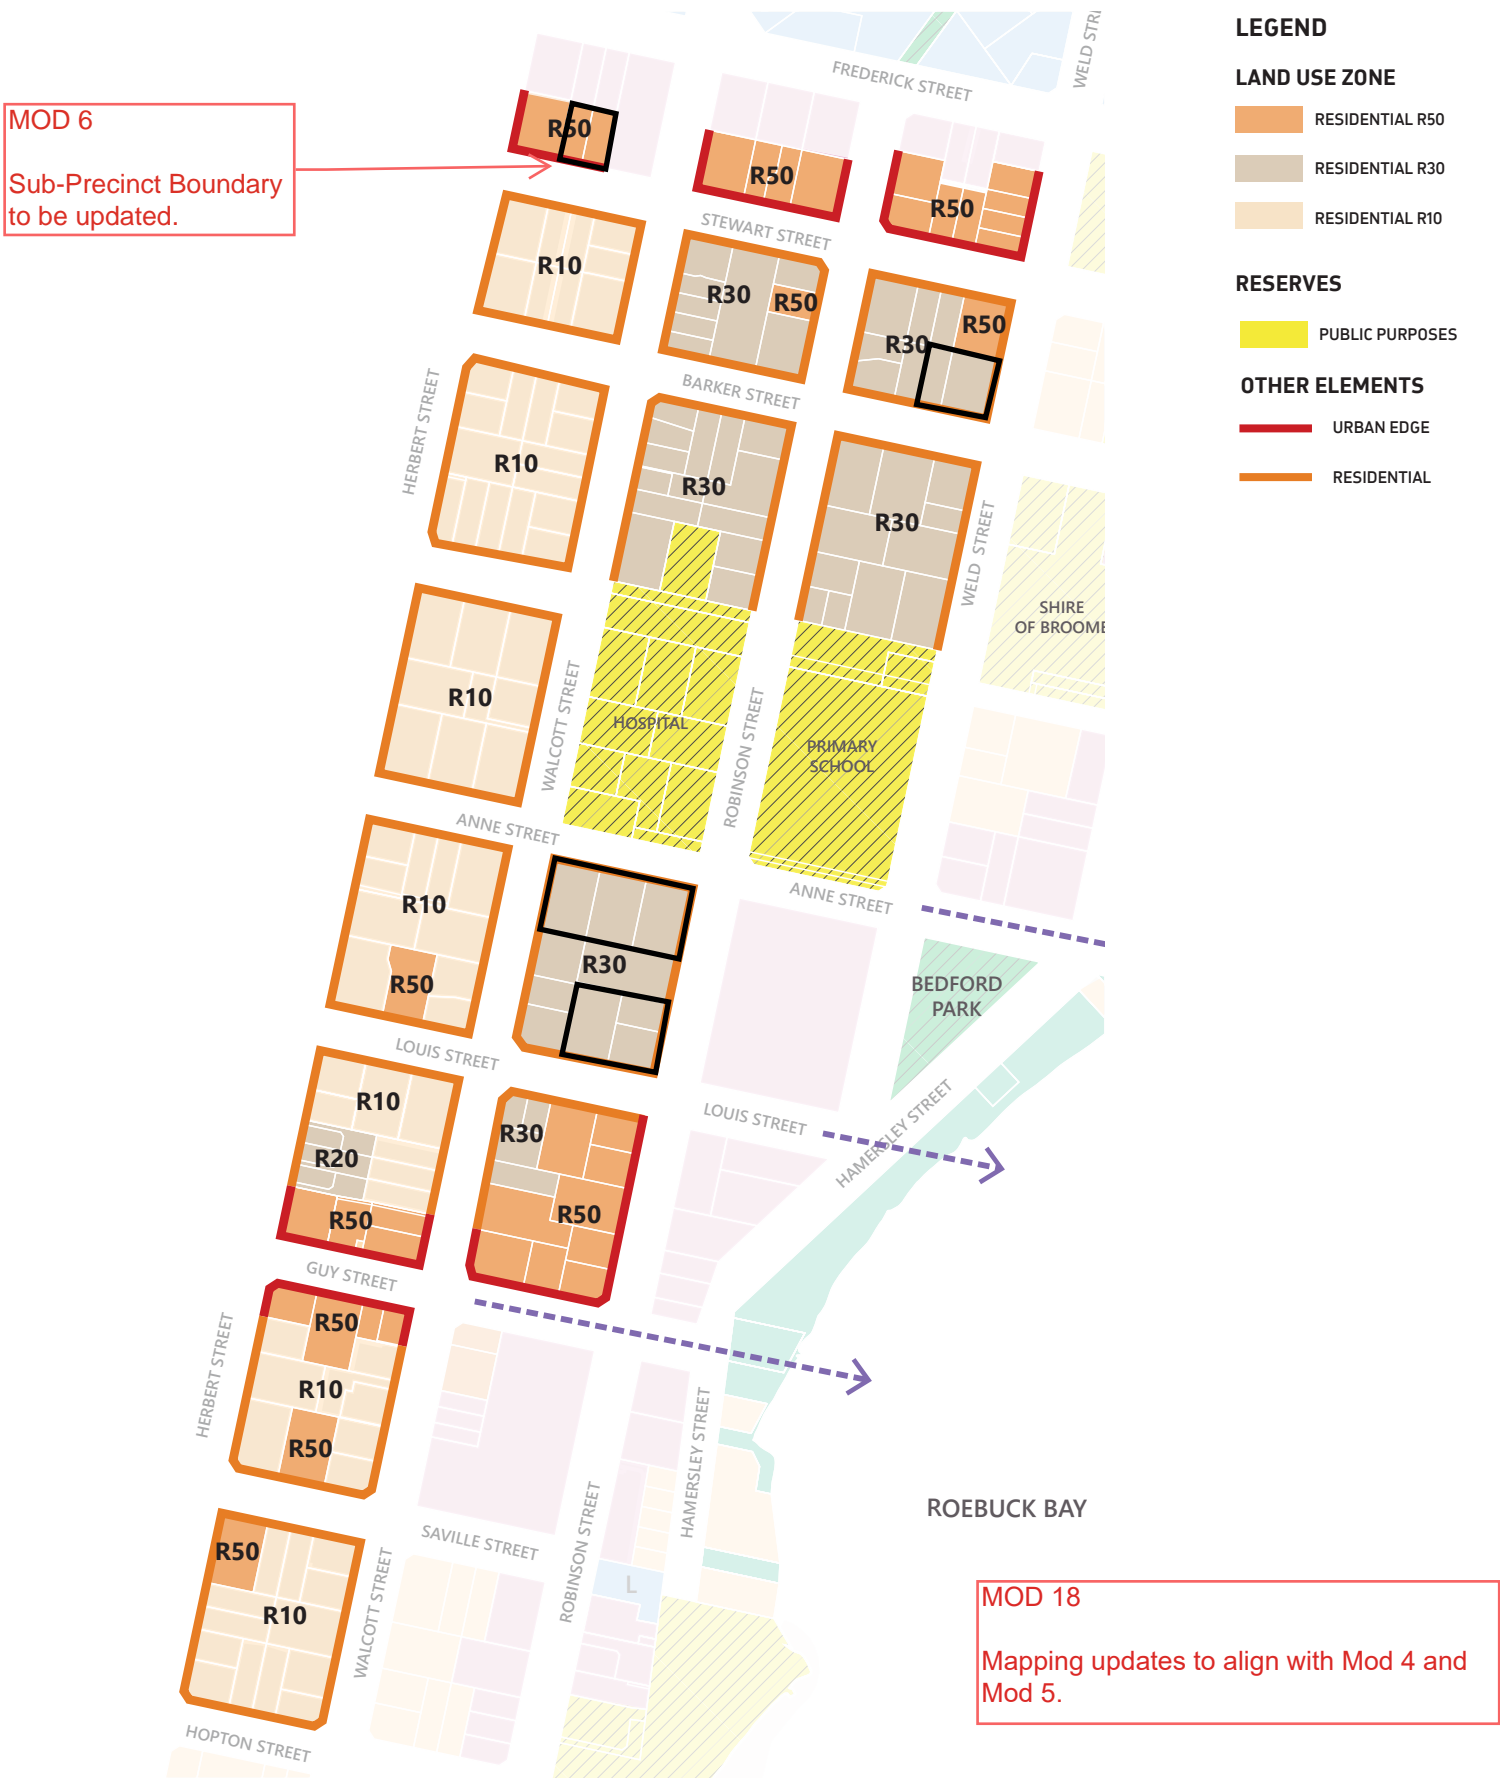 FREDERICK STREET
WELD STRE
LEGEND
LAND USE ZONE
RESIDENTIAL R50
RESIDENTIAL R30
RESIDENTIAL R10
RESERVES
PUBLIC PURPOSES
OTHER ELEMENTS
URBAN EDGE
RESIDENTIAL
MOD 6
Sub-Precinct Boundary
to be updated.
R50
R50
R50
STEWART STREET
R10
R30
R50
R50
R30
BARKER STREET
HERBERT STREET
R10
R30
R30
WELD STREET
SHIRE
OF BROOME
R10
WALCOTT STREET
HOSPITAL
ROBINSON STREET
PRIMARY
SCHOOL
ANNE STREET
ANNE STREET
R10
R50
R30
BEDFORD
PARK
LOUIS STREET
LOUIS STREET
HAMERSLEY STREET
R10
R20
R50
R30
R50
GUY STREET
HERBERT STREET
R50
R10
R50
HAMERSLEY STREET
ROEBUCK BAY
SAVILLE STREET
ROBINSON STREET
L
R50
R10
WALCOTT STREET
HOPTON STREET
MOD 18
Mapping updates to align with Mod 4 and
Mod 5.